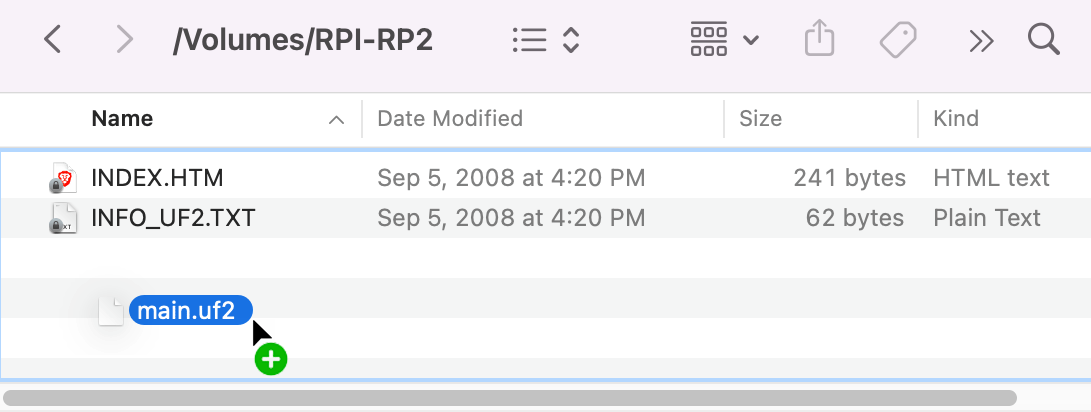 /Volumes/RPI-RP2
Name Date Modified Size Kind
INDEX.HTM Sep 5, 2008 at 4:20 PM 241 bytes HTML text
INFO_UF2.TXT Sep 5, 2008 at 4:20 PM 62 bytes Plain Text
main.uf2